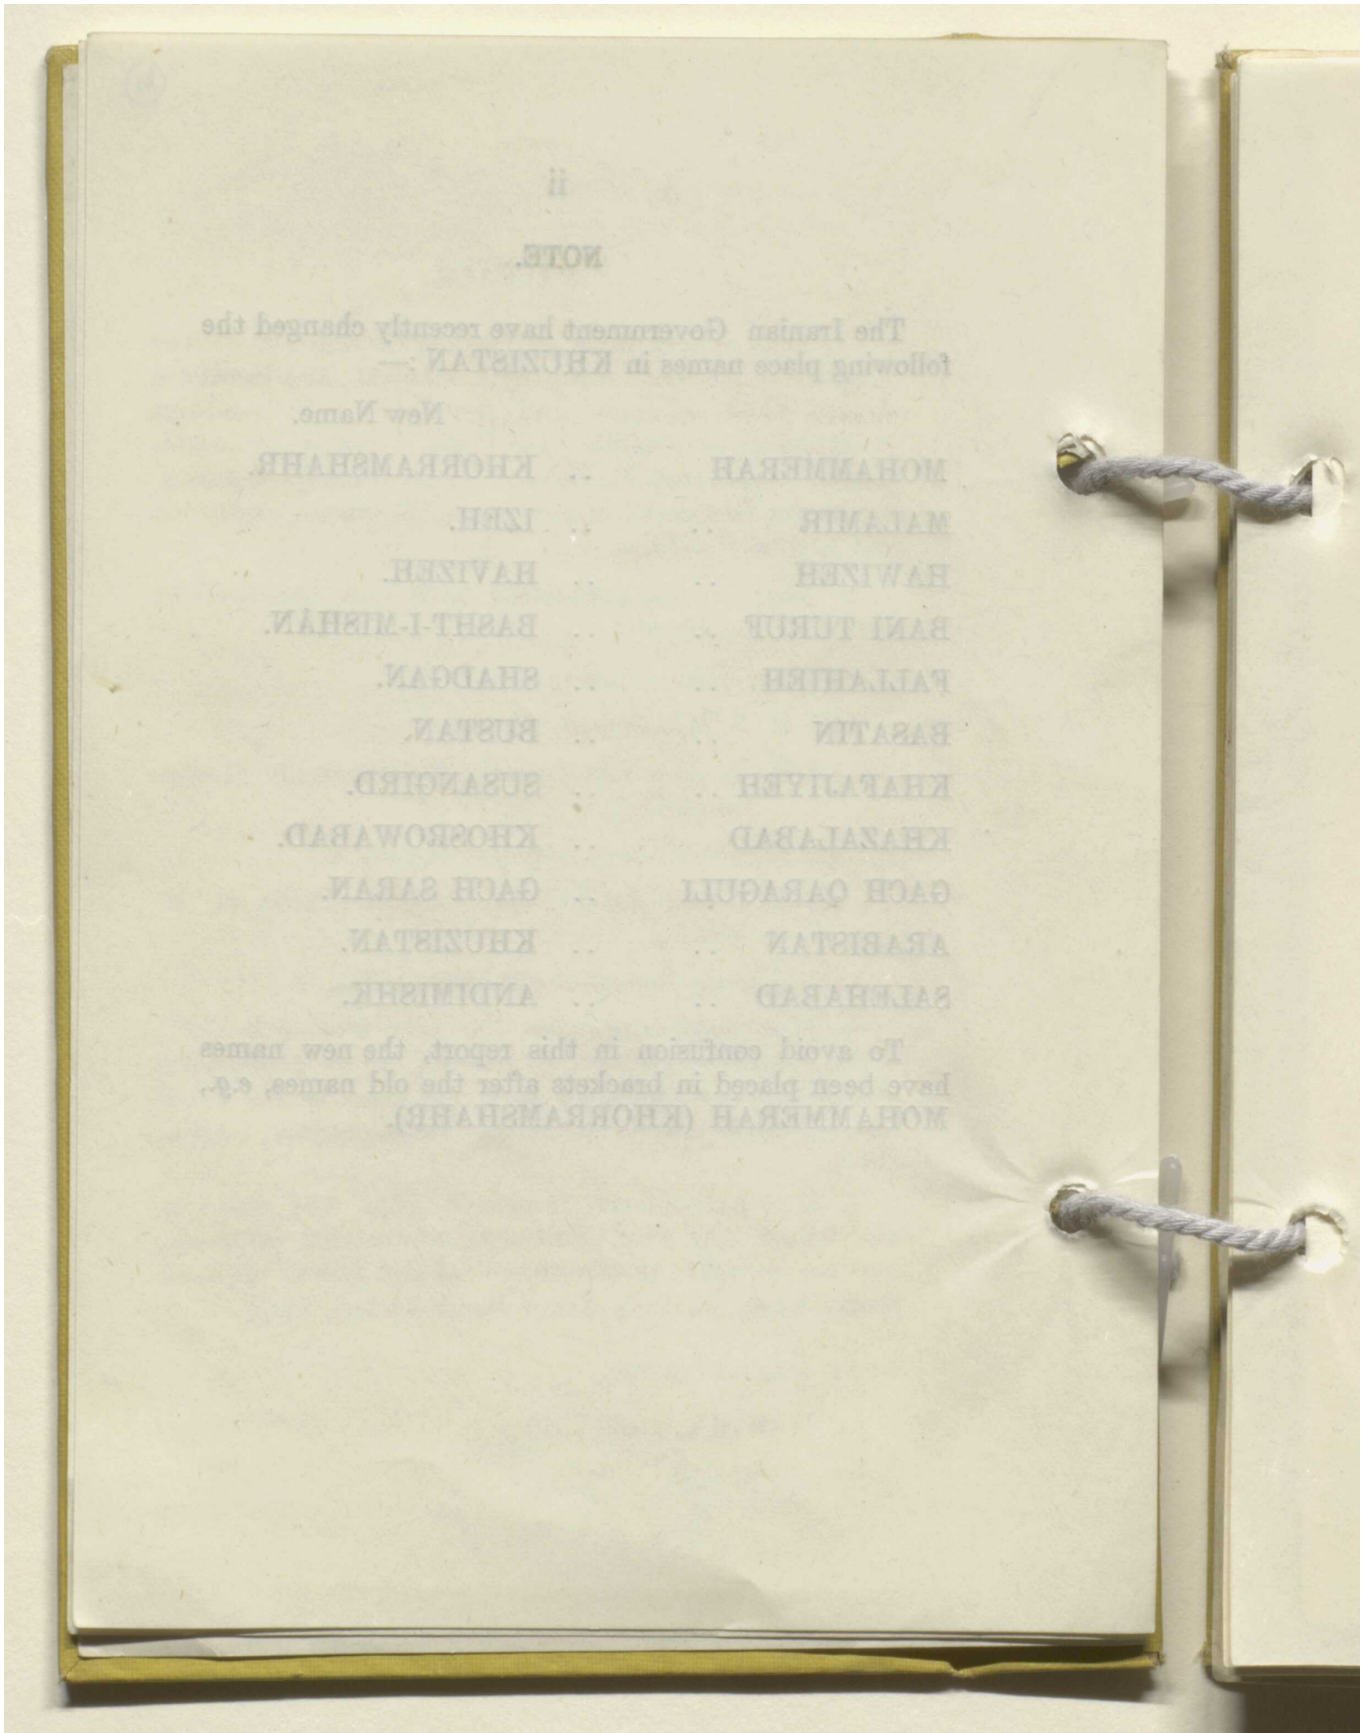 ii
NOTE.
The Iranian Government have recently changed the
following place names in KHUZISTAN :—
New Name.
MOHAMMERAH .. KHORRAMSHAHR.
MALAMIR .. .. IZEH.
HAWIZEH .. .. HAVIZEH.
BANI TURUF .. .. BASHT-I-MISHÁN.
FALLAHIEH .. .. SHADGAN.
BASATIN .. .. BUSTAN.
KHAFAJIYEH .. .. SUSANGIRD.
KHAZALABAD .. KHOSROWABAD.
GACH QARAGULI .. GACH SARAN.
ARABISTAN .. .. KHUZISTAN.
SALEHABAD .. .. ANDIMISHK.
To avoid confusion in this report, the new names
have been placed in brackets after the old names, e.g.,
MOHAMMERAH (KHORRAMSHAHR).